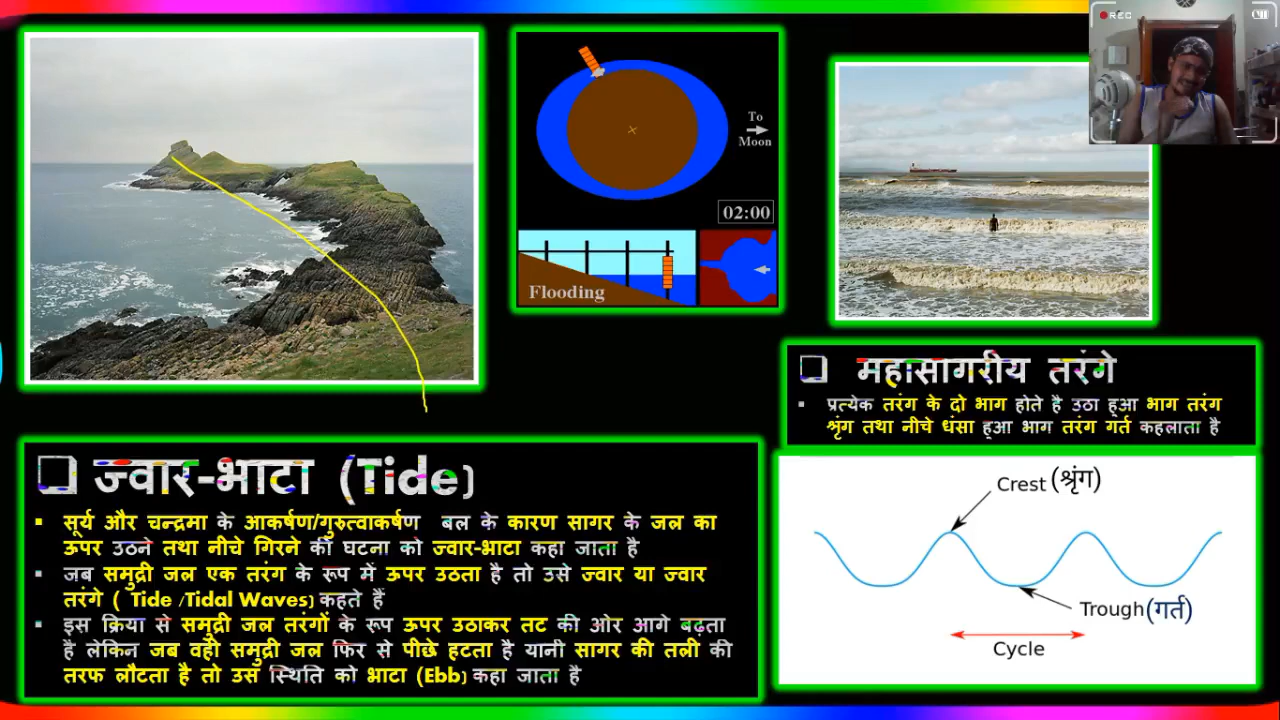 REC
To
Moon
02:00
Flooding
❑ महासागरीय तरंगे
▪ प्रत्येक तरंग के दो भाग होते है उठा हुआ भाग तरंग
श्रृंग तथा नीचे धंसा हुआ भाग तरंग गर्त कहलाता है
❑ ज्वार-भाटा (Tide)
▪ सूर्य और चन्द्रमा के आकर्षण/गुरुत्वाकर्षण बल के कारण सागर के जल का
ऊपर उठने तथा नीचे गिरने की घटना को ज्वार-भाटा कहा जाता है
▪ जब समुद्री जल एक तरंग के रूप में ऊपर उठता है तो उसे ज्वार या ज्वार
तरंगे ( Tide /Tidal Waves) कहते हैं
▪ इस क्रिया से समुद्री जल तरंगों के रूप ऊपर उठाकर तट की ओर आगे बढ़ता
है लेकिन जब वही समुद्री जल फिर से पीछे हटता है यानी सागर की तली की
तरफ लौटता है तो उस स्थिति को भाटा (Ebb) कहा जाता है
Crest (श्रृंग)
Trough (गर्त)
Cycle